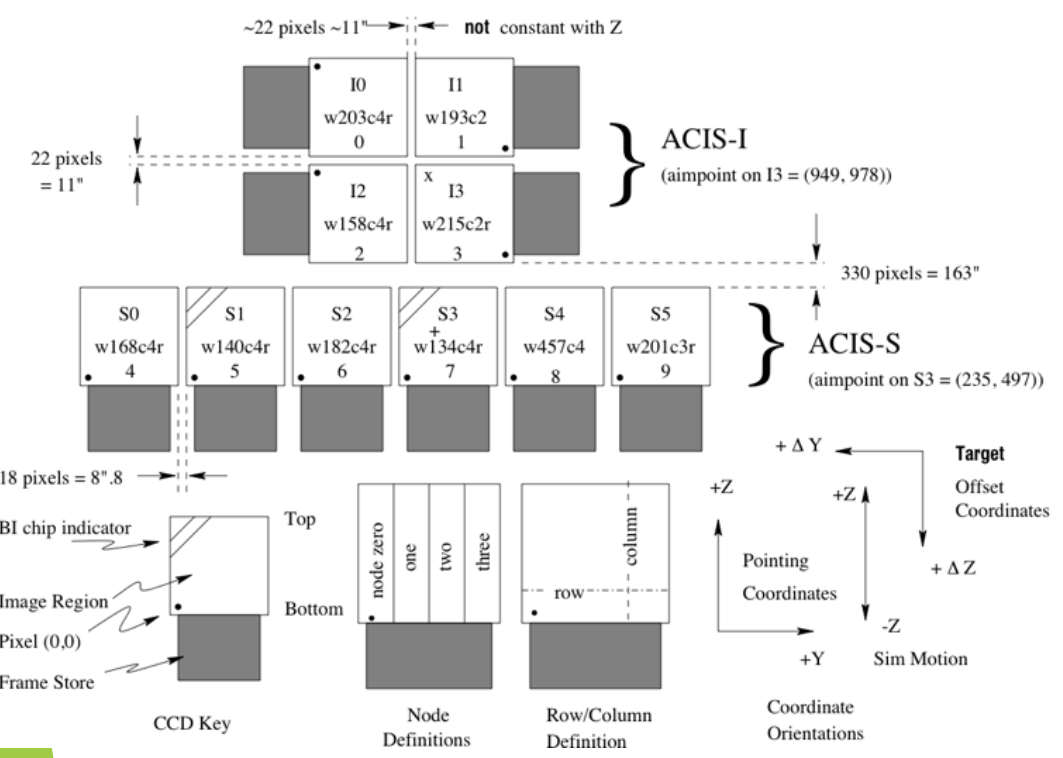 ~22 pixels ~11"
not constant with Z
I0
w203c4r
0
I1
w193c2
1
ACIS-I
(aimpoint on I3 = (949, 978))
22 pixels
= 11"
I2
w158c4r
2
x
I3
w215c2r
3
330 pixels = 163"
S0
w168c4r
4
S1
w140c4r
5
S2
w182c4r
6
S3
+
w134c4r
7
S4
w457c4
8
S5
w201c3r
9
ACIS-S
(aimpoint on S3 = (235, 497))
18 pixels = 8".8
BI chip indicator
Image Region
Pixel (0,0)
Frame Store
Top
Bottom
CCD Key
node zero
one
two
three
Node
Definitions
column
row
Row/Column
Definition
+ Δ Y
Target
Offset
Coordinates
+ Δ Z
+Z
Pointing
Coordinates
+Y
+Z
-Z
Sim Motion
Coordinate
Orientations